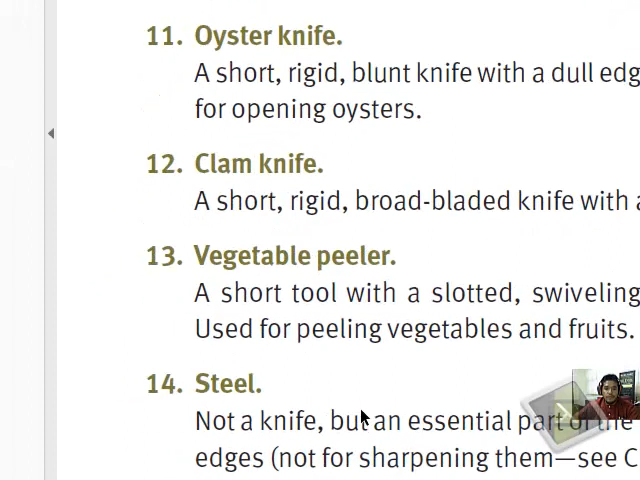 11. Oyster knife.
A short, rigid, blunt knife with a dull edg
for opening oysters.
12. Clam knife.
A short, rigid, broad-bladed knife with a
13. Vegetable peeler.
A short tool with a slotted, swiveling
Used for peeling vegetables and fruits.
14. Steel.
Not a knife, but an essential part of the
edges (not for sharpening them—see C